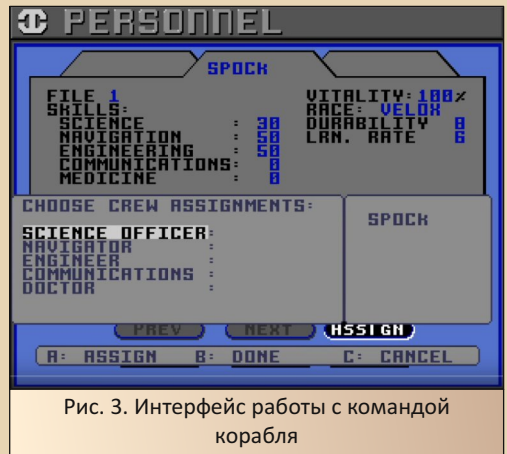 PERSONNEL
SPOCK
FILE 1
SKILLS:
SCIENCE : 30
NAVIGATION : 50
ENGINEERING : 50
COMMUNICATIONS: 0
MEDICINE : 0
VITALITY: 100%
RACE: VELOX
DURABILITY 8
LRN. RATE 6
CHOOSE CREW ASSIGNMENTS:
SCIENCE OFFICER:
NAVIGATOR :
ENGINEER :
COMMUNICATIONS :
DOCTOR :
SPOCK
PREV NEXT ASSIGN
A: ASSIGN B: DONE C: CANCEL
Рис. 3. Интерфейс работы с командой
корабля